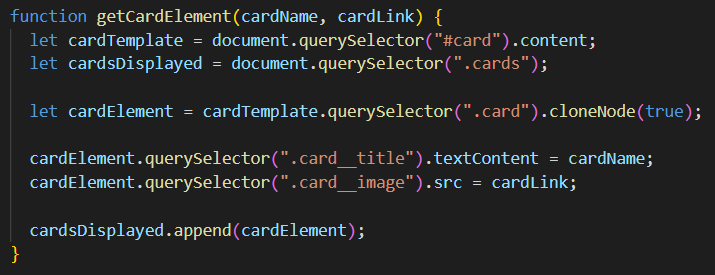 function getCardElement(cardName, cardLink) {
  let cardTemplate = document.querySelector("#card").content;
  let cardsDisplayed = document.querySelector(".cards");

  let cardElement = cardTemplate.querySelector(".card").cloneNode(true);

  cardElement.querySelector(".card__title").textContent = cardName;
  cardElement.querySelector(".card__image").src = cardLink;

  cardsDisplayed.append(cardElement);
}